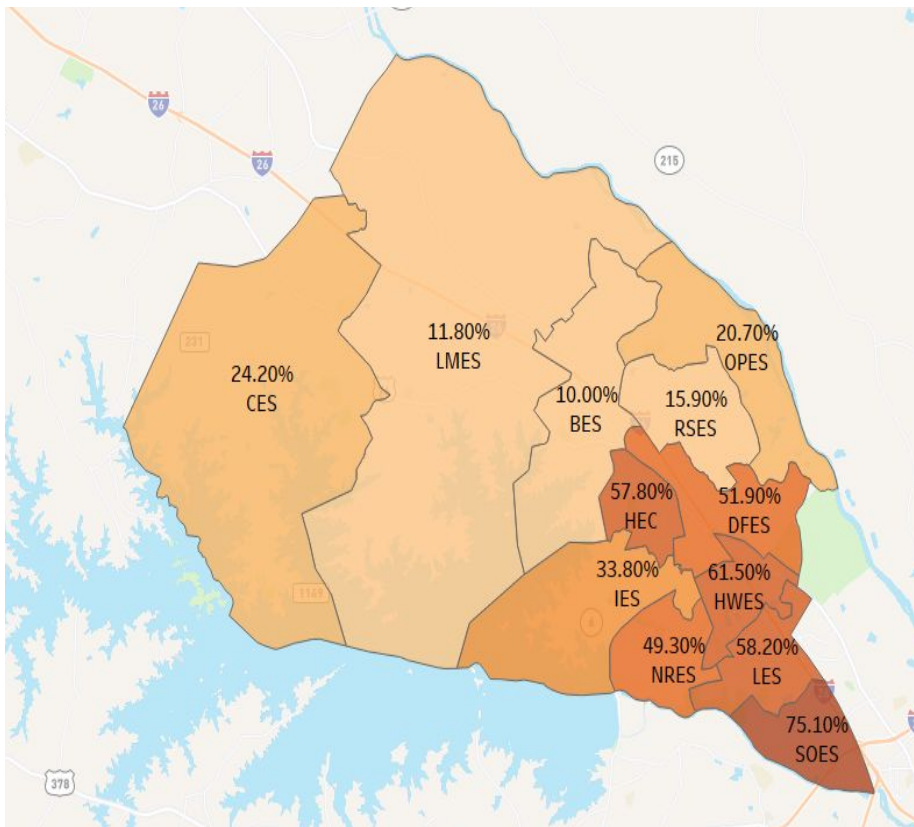 26
26
215
231
11.80%
LMES
20.70%
OPES
24.20%
CES
10.00%
BES
15.90%
RSES
57.80%
HEC
51.90%
DFES
33.80%
IES
61.50%
HWES
1149
6
49.30%
NRES
58.20%
LES
75.10%
SOES
378